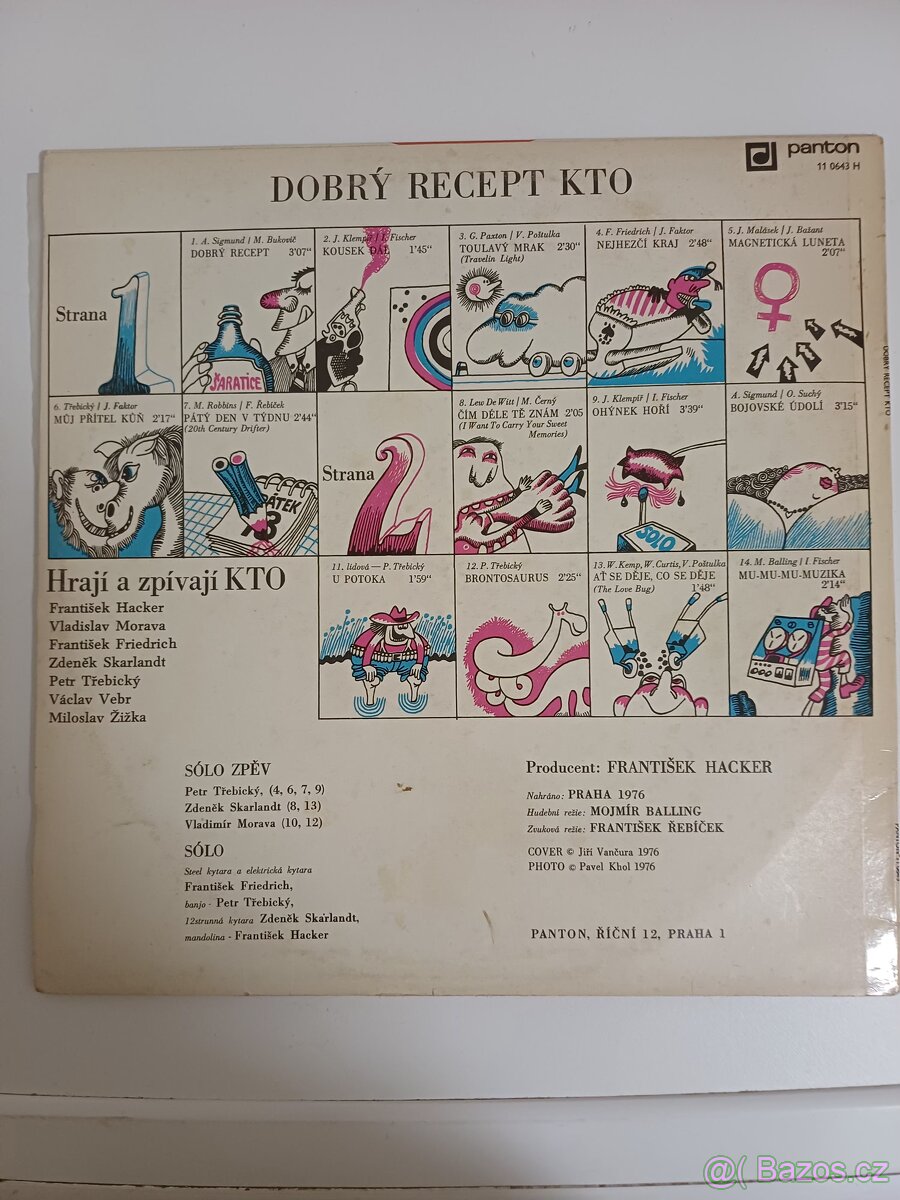 panton
11 0643 H
DOBRÝ RECEPT KTO
Strana 1
1. A. Sigmund / M. Bukovič
DOBRÝ RECEPT 3'07"
ŠARATICE
2. J. Klempíř / I. Fischer
KOUSEK DÁL 1'45"
3. G. Paxton / V. Poštulka
TOULAVÝ MRAK 2'30"
(Travelin Light)
4. F. Friedrich / J. Faktor
NEJHEZČÍ KRAJ 2'48"
5. J. Malásek / J. Bažant
MAGNETICKÁ LUNETA
2'07"
6. Třebický / J. Faktor
MŮJ PŘÍTEL KŮŇ 2'17"
7. M. Robbins / F. Řebíček
PÁTÝ DEN V TÝDNU 2'44"
(20th Century Drifter)
PÁTEK
13
Strana 2
8. Lew De Witt / M. Černý
ČÍM DÉLE TĚ ZNÁM 2'05
(I Want To Carry Your Sweet
Memories)
9. J. Klempíř / I. Fischer
OHÝNEK HOŘÍ 3'39"
SOLO
A. Sigmund / O. Suchý
BOJOVSKÉ ÚDOLÍ 3'15"
11. lidová — P. Třebický
U POTOKA 1'59"
12. P. Třebický
BRONTOSAURUS 2'25"
13. W. Kemp, W. Curtis, V. Poštulka
AŤ SE DĚJE, CO SE DĚJE
(The Love Bug) 1'48"
14. M. Balling / I. Fischer
MU-MU-MU-MUZIKA
2'14"
Hrají a zpívají KTO
František Hacker
Vladislav Morava
František Friedrich
Zdeněk Skarlandt
Petr Třebický
Václav Vebr
Miloslav Žižka
SÓLO ZPĚV
Petr Třebický, (4, 6, 7, 9)
Zdeněk Skarlandt (8, 13)
Vladimír Morava (10, 12)
SÓLO
Steel kytara a elektrická kytara
František Friedrich,
banjo - Petr Třebický,
12strunná kytara Zdeněk Skarlandt,
mandolina - František Hacker
Producent: FRANTIŠEK HACKER
Nahráno: PRAHA 1976
Hudební režie: MOJMÍR BALLING
Zvuková režie: FRANTIŠEK ŘEBÍČEK
COVER © Jiří Vančura 1976
PHOTO © Pavel Khol 1976
PANTON, ŘÍČNÍ 12, PRAHA 1
DOBRÝ RECEPT KTO
@( Bazos.cz